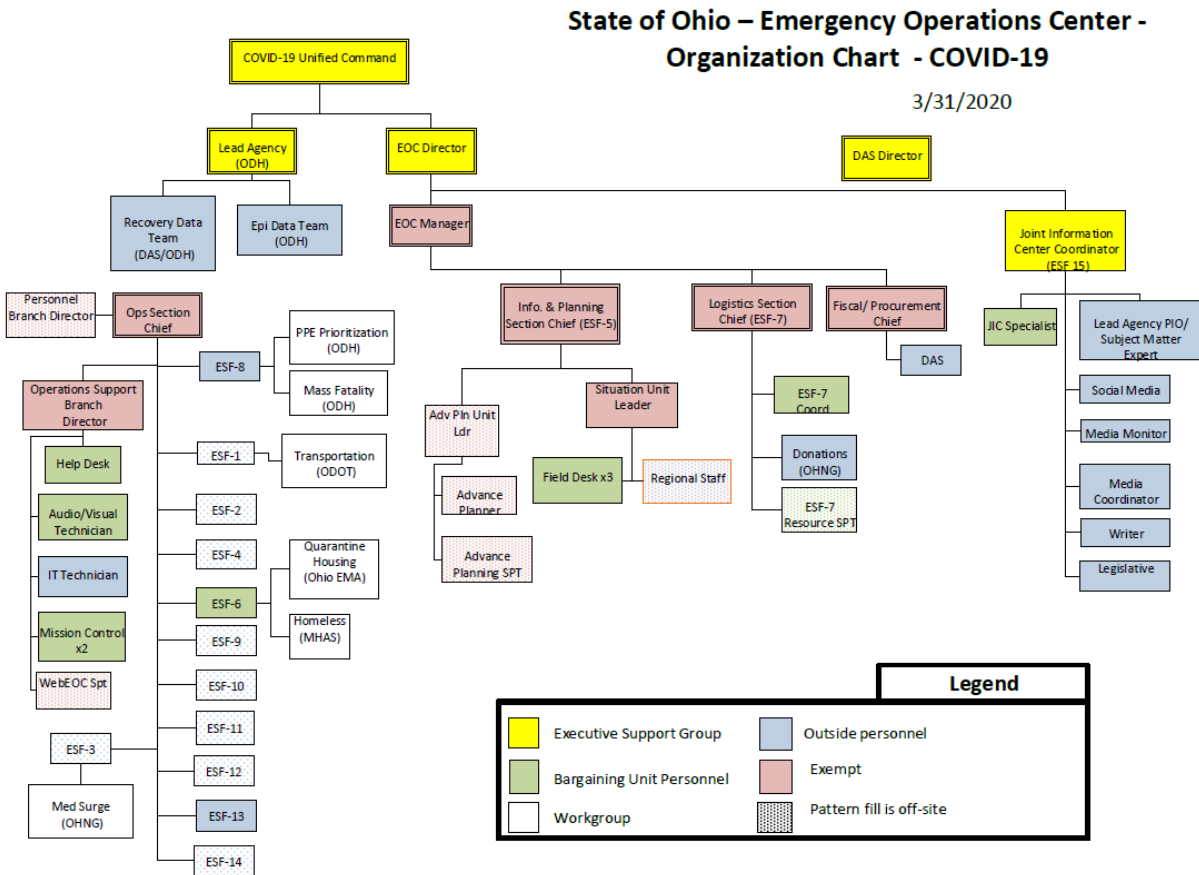 State of Ohio – Emergency Operations Center -
Organization Chart - COVID-19
3/31/2020
COVID-19 Unified Command
Lead Agency
(ODH)
EOC Director
DAS Director
Recovery Data
Team
(DAS/ODH)
Epi Data Team
(ODH)
EOC Manager
Joint Information
Center Coordinator
(ESF 15)
Personnel
Branch Director
Ops Section
Chief
Info. & Planning
Section Chief (ESF-5)
Logistics Section
Chief (ESF-7)
Fiscal/ Procurement
Chief
JIC Specialist
Lead Agency PIO/
Subject Matter
Expert
PPE Prioritization
(ODH)
ESF-8
DAS
Mass Fatality
(ODH)
Operations Support
Branch
Director
Adv Pln Unit
Ldr
Situation Unit
Leader
ESF-7
Coord
Social Media
Help Desk
ESF-1
Transportation
(ODOT)
Media Monitor
Donations
(OHNG)
Field Desk x3
Regional Staff
Advance
Planner
Media
Coordinator
Audio/Visual
Technician
ESF-2
ESF-7
Resource SPT
Writer
ESF-4
Quarantine
Housing
(Ohio EMA)
Advance
Planning SPT
IT Technician
Legislative
ESF-6
Homeless
(MHAS)
Mission Control
x2
ESF-9
WebEOC Spt
ESF-10
ESF-11
ESF-3
ESF-12
Med Surge
(OHNG)
ESF-13
ESF-14
Legend
Executive Support Group
Outside personnel
Bargaining Unit Personnel
Exempt
Workgroup
Pattern fill is off-site